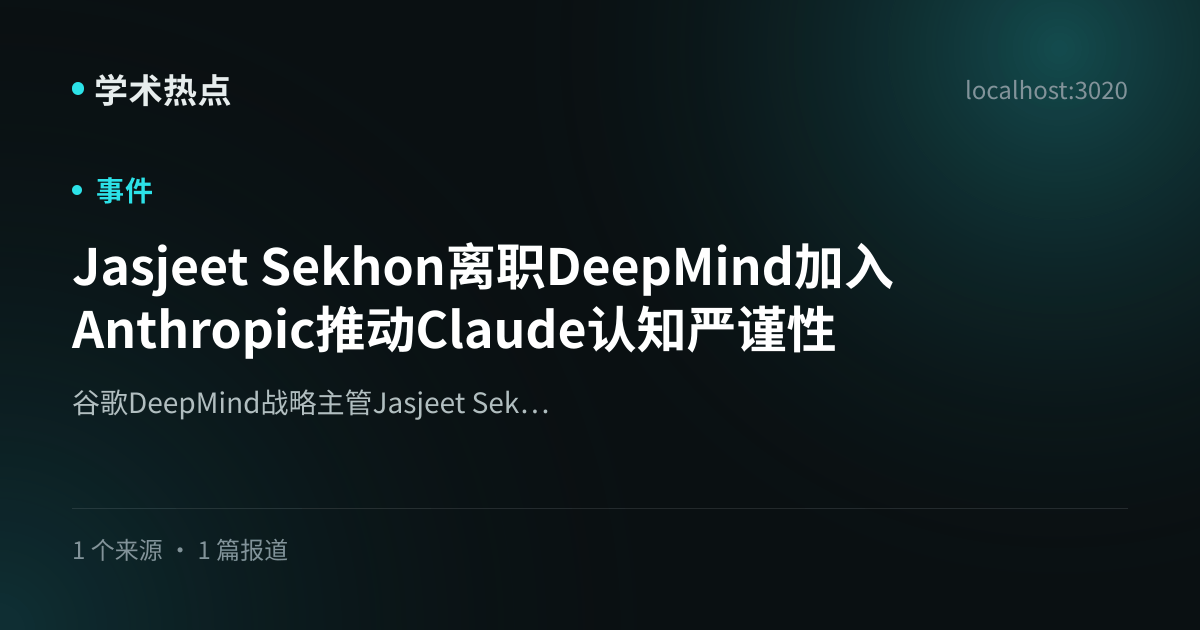 学术热点
localhost:3020
事件
Jasjeet Sekhon离职DeepMind加入
Anthropic推动Claude认知严谨性
谷歌DeepMind战略主管Jasjeet Sek…
1 个来源 · 1 篇报道